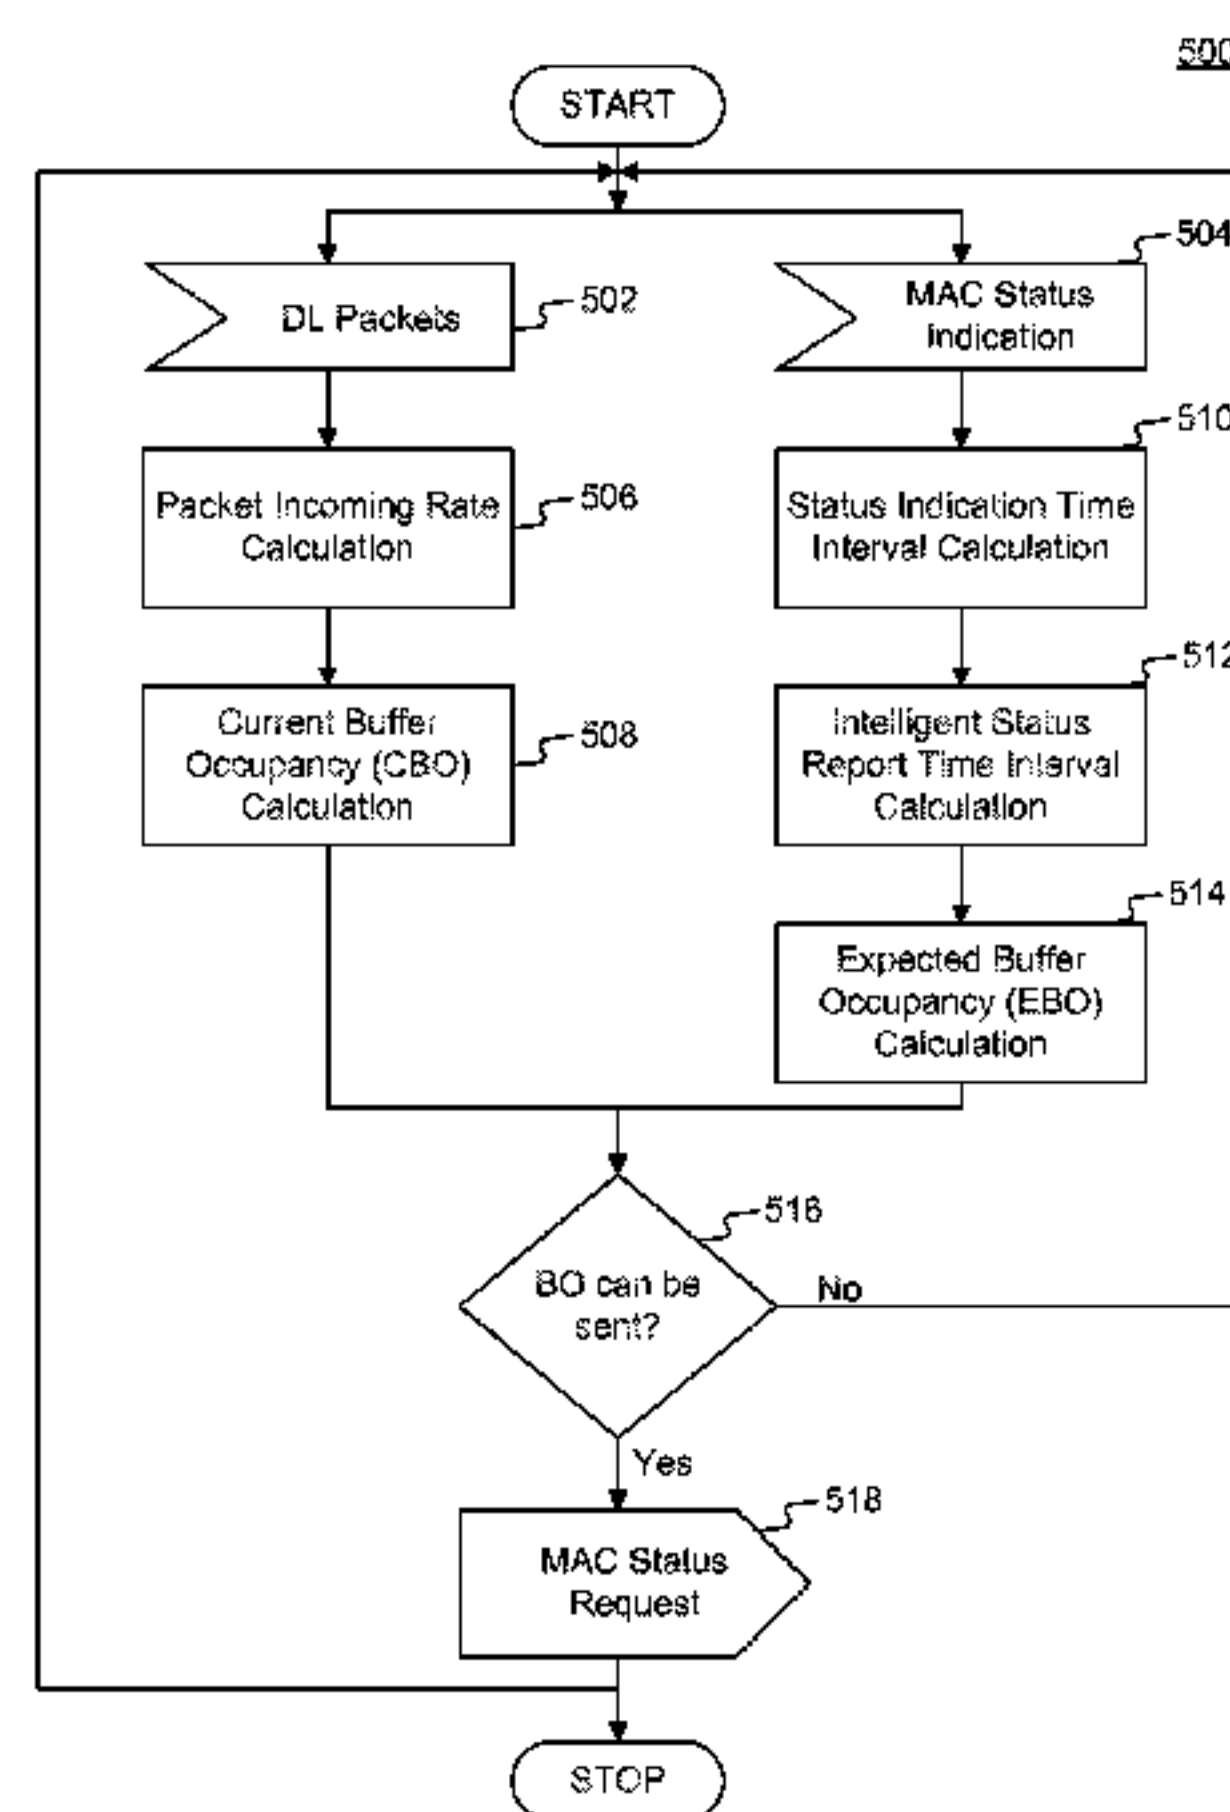 500
START
504
DL Packets
502
MAC Status
Indication
510
Packet Incoming Rate
Calculation
506
Status Indication Time
Interval Calculation
512
Current Buffer
Occupancy (CBO)
Calculation
508
Intelligent Status
Report Time Interval
Calculation
514
Expected Buffer
Occupancy (EBO)
Calculation
516
BO can be
sent?
No
Yes
518
MAC Status
Request
STOP